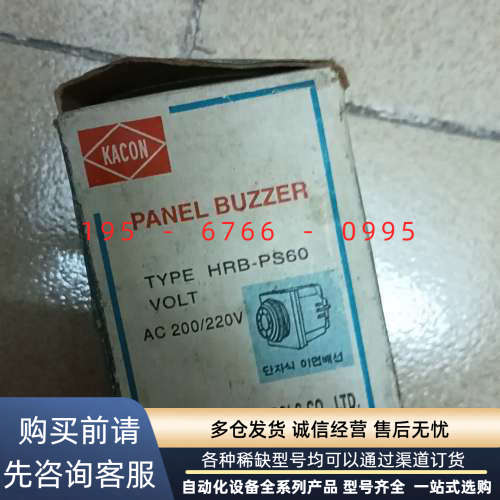 KACON
PANEL BUZZER
195 - 6766 - 0995
TYPE HRB-PS60
VOLT
AC 200/220V
단자식 이면배선
CO., LTD.
购买前请
先咨询客服
多仓发货 诚信经营 售后无忧
各种稀缺型号均可以通过渠道订货
自动化设备全系列产品 型号齐全 一站式选购